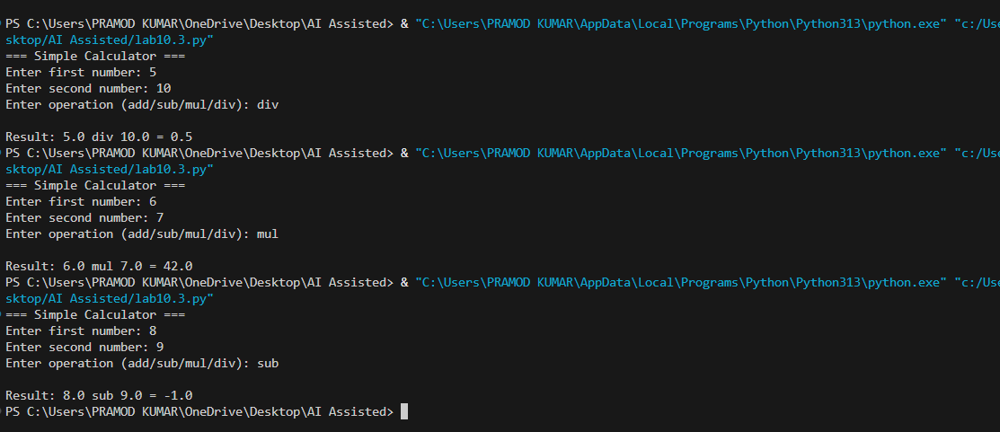 PS C:\Users\PRAMOD KUMAR\OneDrive\Desktop\AI Assisted> & "C:\Users\PRAMOD KUMAR\AppData\Local\Programs\Python\Python313\python.exe" "c:/Use
sktop/AI Assisted/lab10.3.py"
=== Simple Calculator ===
Enter first number: 5
Enter second number: 10
Enter operation (add/sub/mul/div): div
Result: 5.0 div 10.0 = 0.5
PS C:\Users\PRAMOD KUMAR\OneDrive\Desktop\AI Assisted> & "C:\Users\PRAMOD KUMAR\AppData\Local\Programs\Python\Python313\python.exe" "c:/Use
sktop/AI Assisted/lab10.3.py"
=== Simple Calculator ===
Enter first number: 6
Enter second number: 7
Enter operation (add/sub/mul/div): mul
Result: 6.0 mul 7.0 = 42.0
PS C:\Users\PRAMOD KUMAR\OneDrive\Desktop\AI Assisted> & "C:\Users\PRAMOD KUMAR\AppData\Local\Programs\Python\Python313\python.exe" "c:/Use
sktop/AI Assisted/lab10.3.py"
=== Simple Calculator ===
Enter first number: 8
Enter second number: 9
Enter operation (add/sub/mul/div): sub
Result: 8.0 sub 9.0 = -1.0
PS C:\Users\PRAMOD KUMAR\OneDrive\Desktop\AI Assisted>